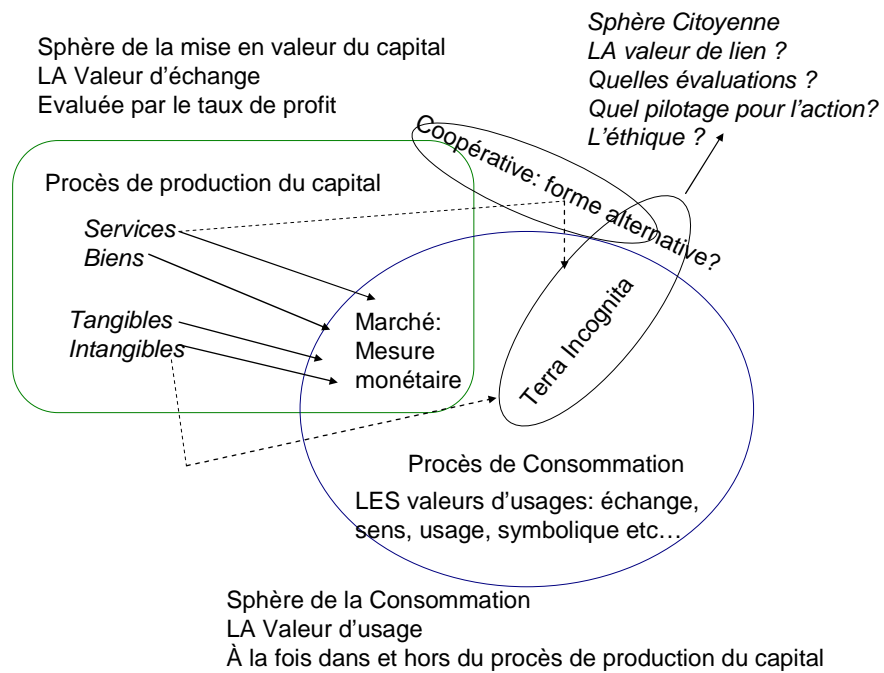 Sphère de la mise en valeur du capital
LA Valeur d'échange
Evaluée par le taux de profit
Sphère Citoyenne
LA valeur de lien ?
Quelles évaluations ?
Quel pilotage pour l'action?
L'éthique ?
Coopérative: forme alternative?
Procès de production du capital
Services
Biens
Tangibles
Intangibles
Marché:
Mesure
monétaire
Terra Incognita
Procès de Consommation
LES valeurs d'usages: échange,
sens, usage, symbolique etc…
Sphère de la Consommation
LA Valeur d'usage
À la fois dans et hors du procès de production du capital